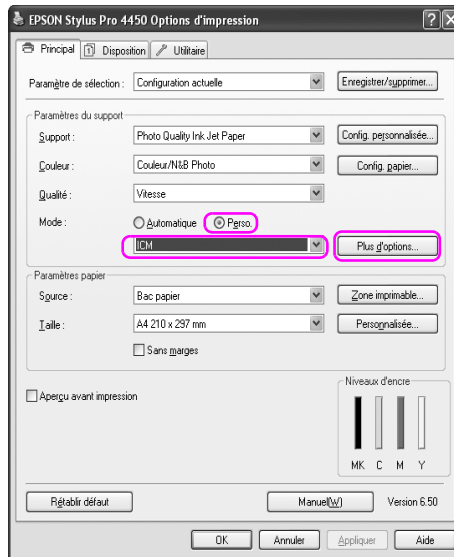 EPSON Stylus Pro 4450 Options d'impression
Principal Disposition Utilitaire
Paramètre de sélection : Configuration actuelle Enregistrer/supprimer...
Paramètres du support
Support : Photo Quality Ink Jet Paper Config. personnalisée...
Couleur : Couleur/N&B Photo Config. papier...
Qualité : Vitesse
Mode : Automatique Perso.
ICM Plus d'options...
Paramètres papier
Source : Bac papier Zone imprimable...
Taille : A4 210 x 297 mm Personnalisée...
Sans marges
Aperçu avant impression
Niveaux d'encre
MK C M Y
Rétablir défaut Manuel(W) Version 6.50
OK Annuler Appliquer Aide